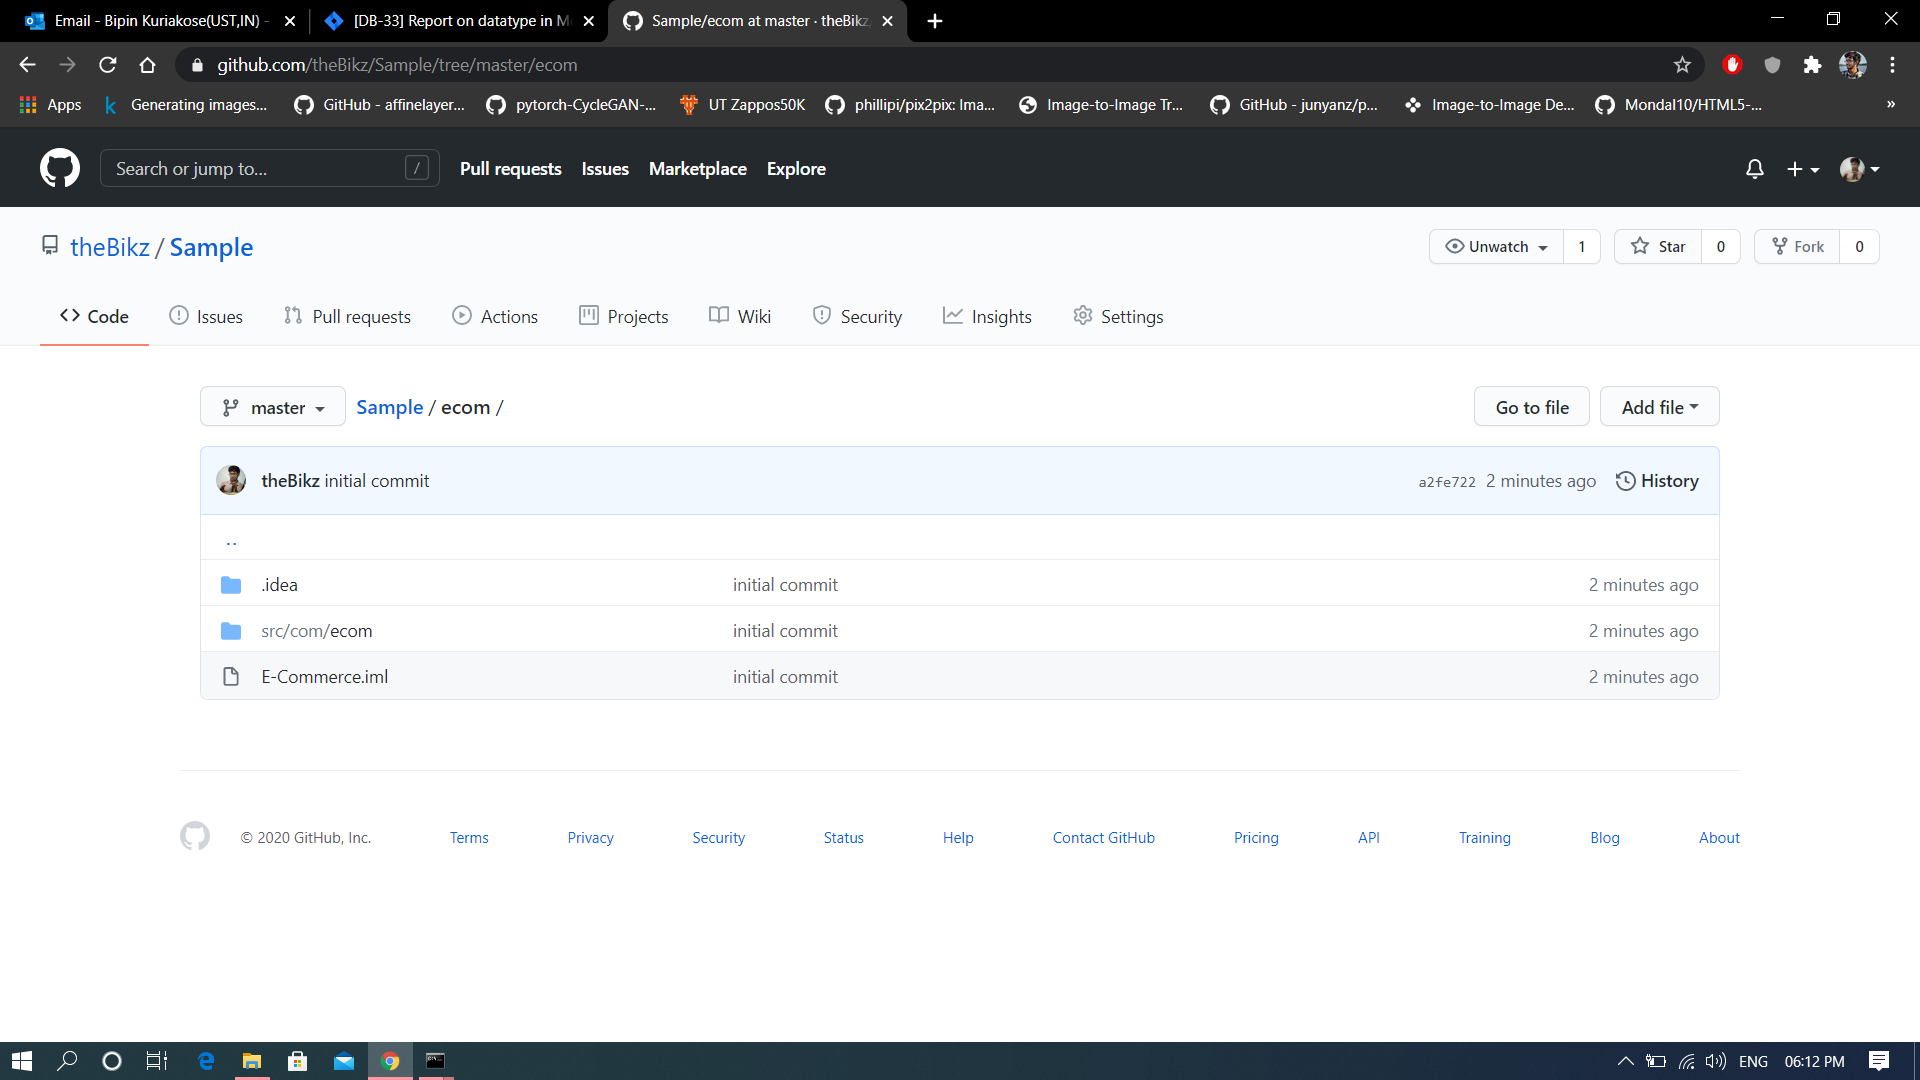 Email - Bipin Kuriakose(UST,IN) -
[DB-33] Report on datatype in M
Sample/ecom at master · theBikz
github.com/theBikz/Sample/tree/master/ecom
Apps
Generating images...
GitHub - affinelayer...
pytorch-CycleGAN-...
UT Zappos50K
phillipi/pix2pix: Ima...
Image-to-Image Tr...
GitHub - junyanz/p...
Image-to-Image De...
Mondal10/HTML5-...
»
Search or jump to...
/
Pull requests
Issues
Marketplace
Explore
theBikz / Sample
Unwatch
1
Star
0
Fork
0
Code
Issues
Pull requests
Actions
Projects
Wiki
Security
Insights
Settings
master
Sample / ecom /
Go to file
Add file
theBikz initial commit
a2fe722 2 minutes ago
History
..
.idea
initial commit
2 minutes ago
src/com/ecom
initial commit
2 minutes ago
E-Commerce.iml
initial commit
2 minutes ago
© 2020 GitHub, Inc.
Terms
Privacy
Security
Status
Help
Contact GitHub
Pricing
API
Training
Blog
About
ENG
06:12 PM